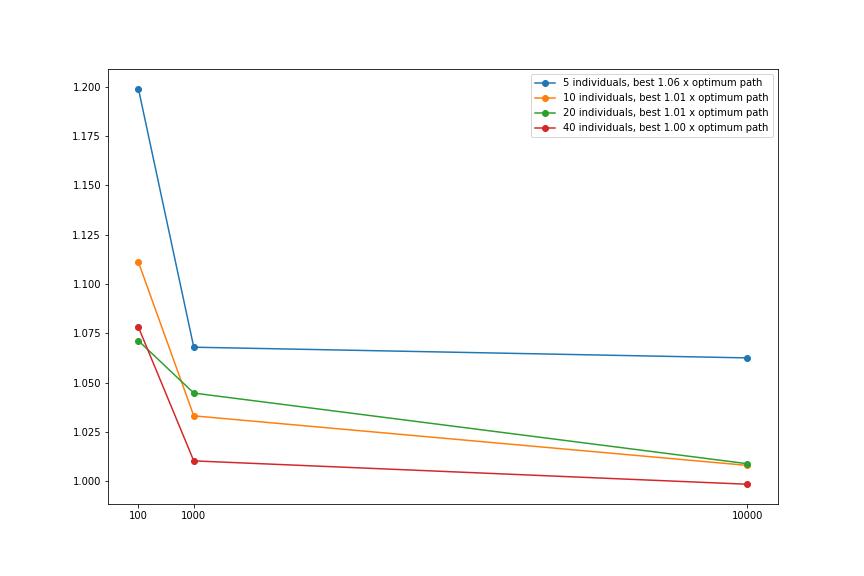 1.200
1.175
1.150
1.125
1.100
1.075
1.050
1.025
1.000
5 individuals, best 1.06 x optimum path
10 individuals, best 1.01 x optimum path
20 individuals, best 1.01 x optimum path
40 individuals, best 1.00 x optimum path
100 1000 10000